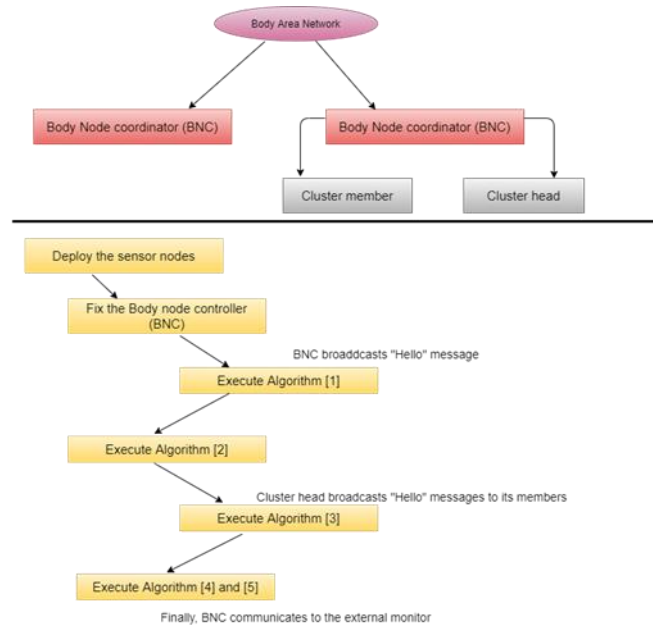 Body Area Network
Body Node coordinator (BNC)
Body Node coordinator (BNC)
Cluster member
Cluster head
Deploy the sensor nodes
Fix the Body node controller
(BNC)
BNC broaddcasts "Hello" message
Execute Algorithm [1]
Execute Algorithm [2]
Cluster head broadcasts "Hello" messages to its members
Execute Algorithm [3]
Execute Algorithm [4] and [5]
Finally, BNC communicates to the external monitor